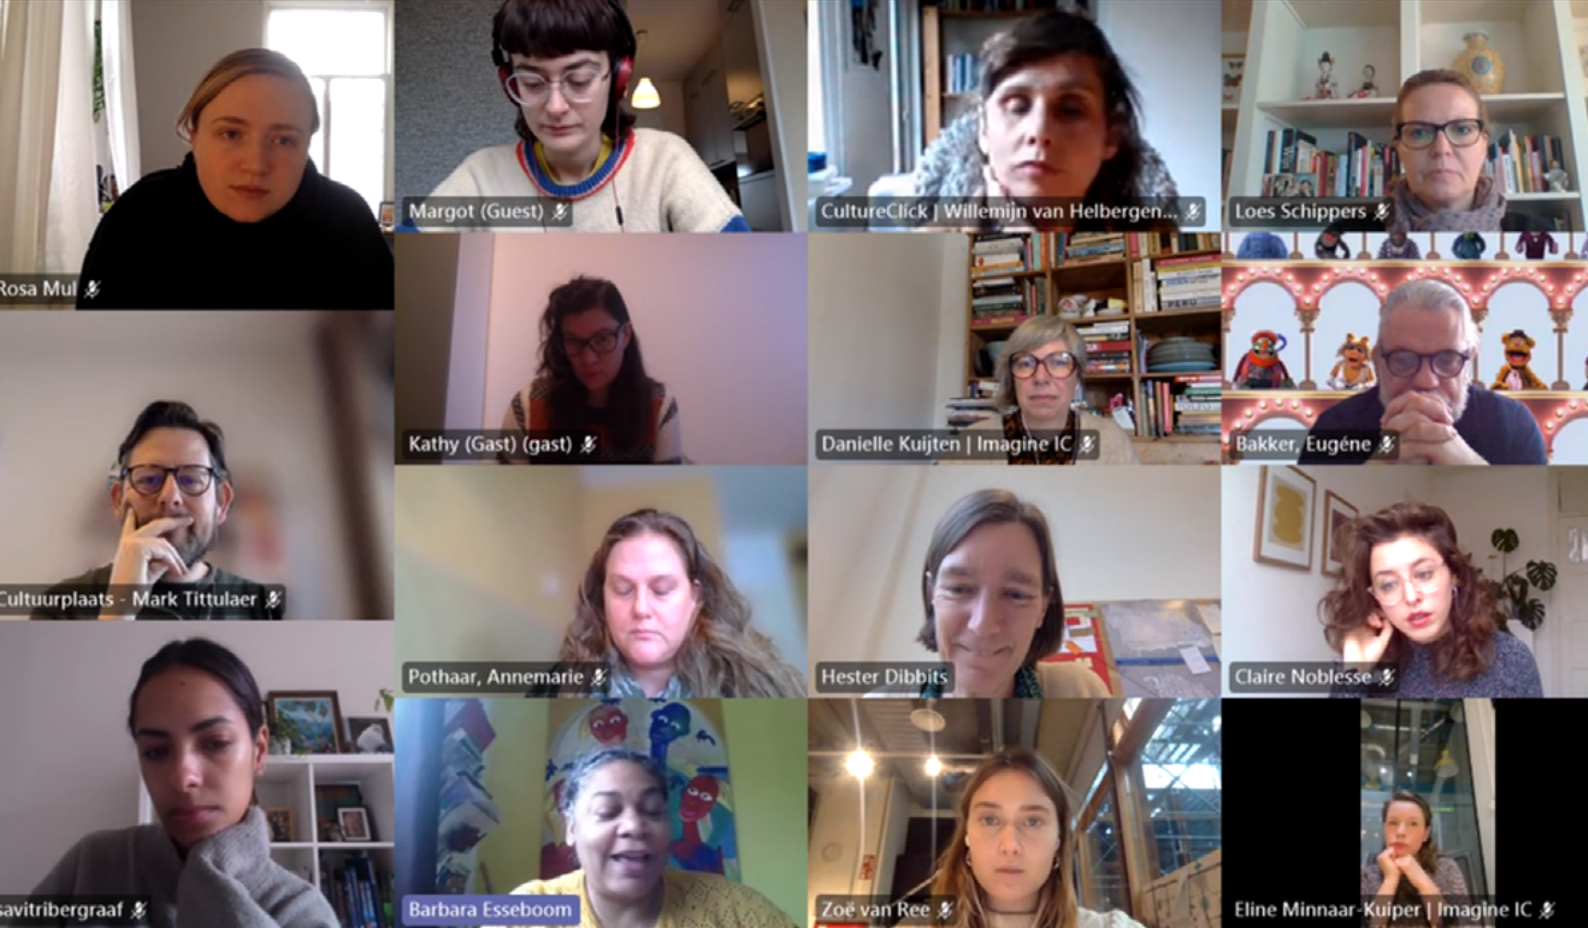 Margot (Guest)
CultureClick | Willemijn van Helbergen...
Loes Schippers
Rosa Mul
Kathy (Gast) (gast)
Danielle Kuijten | Imagine IC
Bakker, Eugéne
Cultuurplaats - Mark Tittulaer
Pothaar, Annemarie
Hester Dibbits
Claire Noblesse
savitribergraaf
Barbara Esseboom
Zoë van Ree
Eline Minnaar-Kuiper | Imagine IC